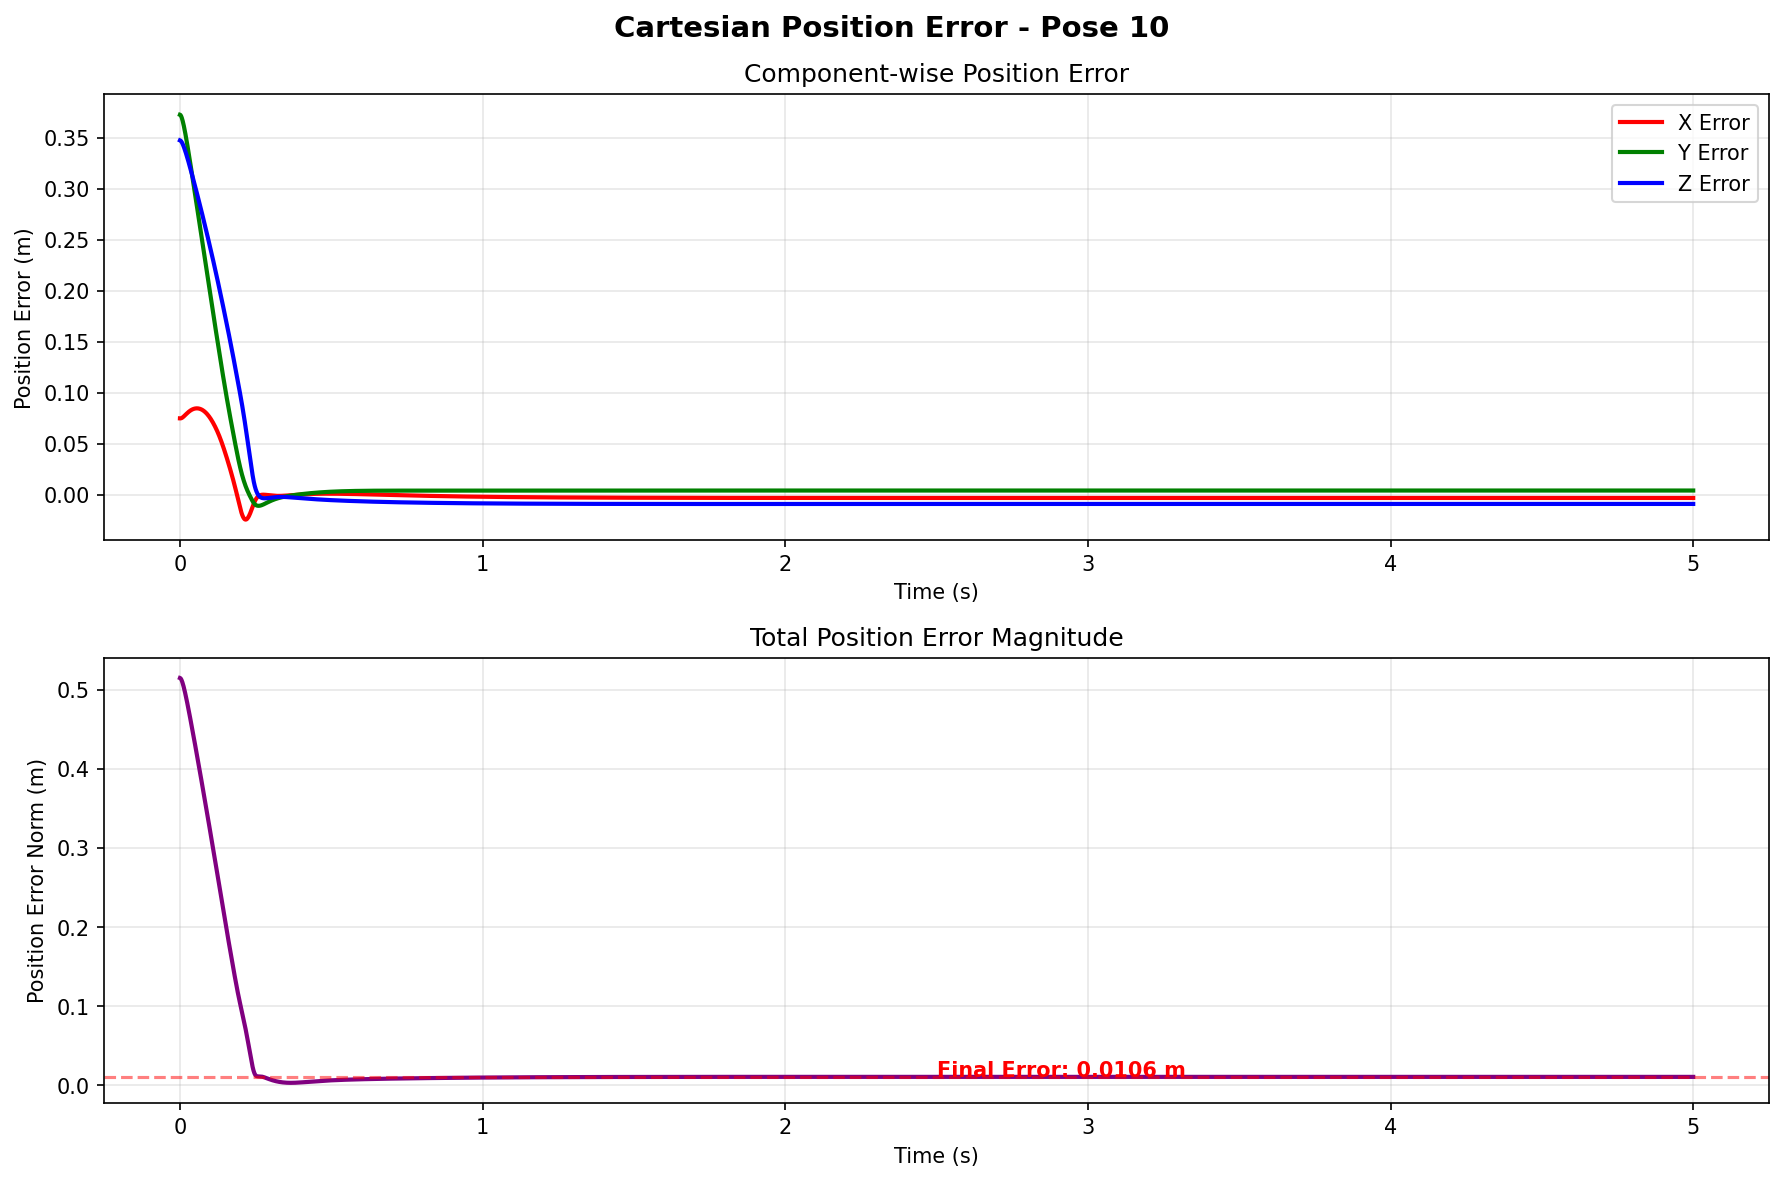 Cartesian Position Error - Pose 10
Component-wise Position Error
Position Error (m)
0.35
0.30
0.25
0.20
0.15
0.10
0.05
0.00
X Error
Y Error
Z Error
0 1 2 3 4 5
Time (s)
Total Position Error Magnitude
Position Error Norm (m)
0.5
0.4
0.3
0.2
0.1
0.0
Final Error: 0.0106 m
0 1 2 3 4 5
Time (s)